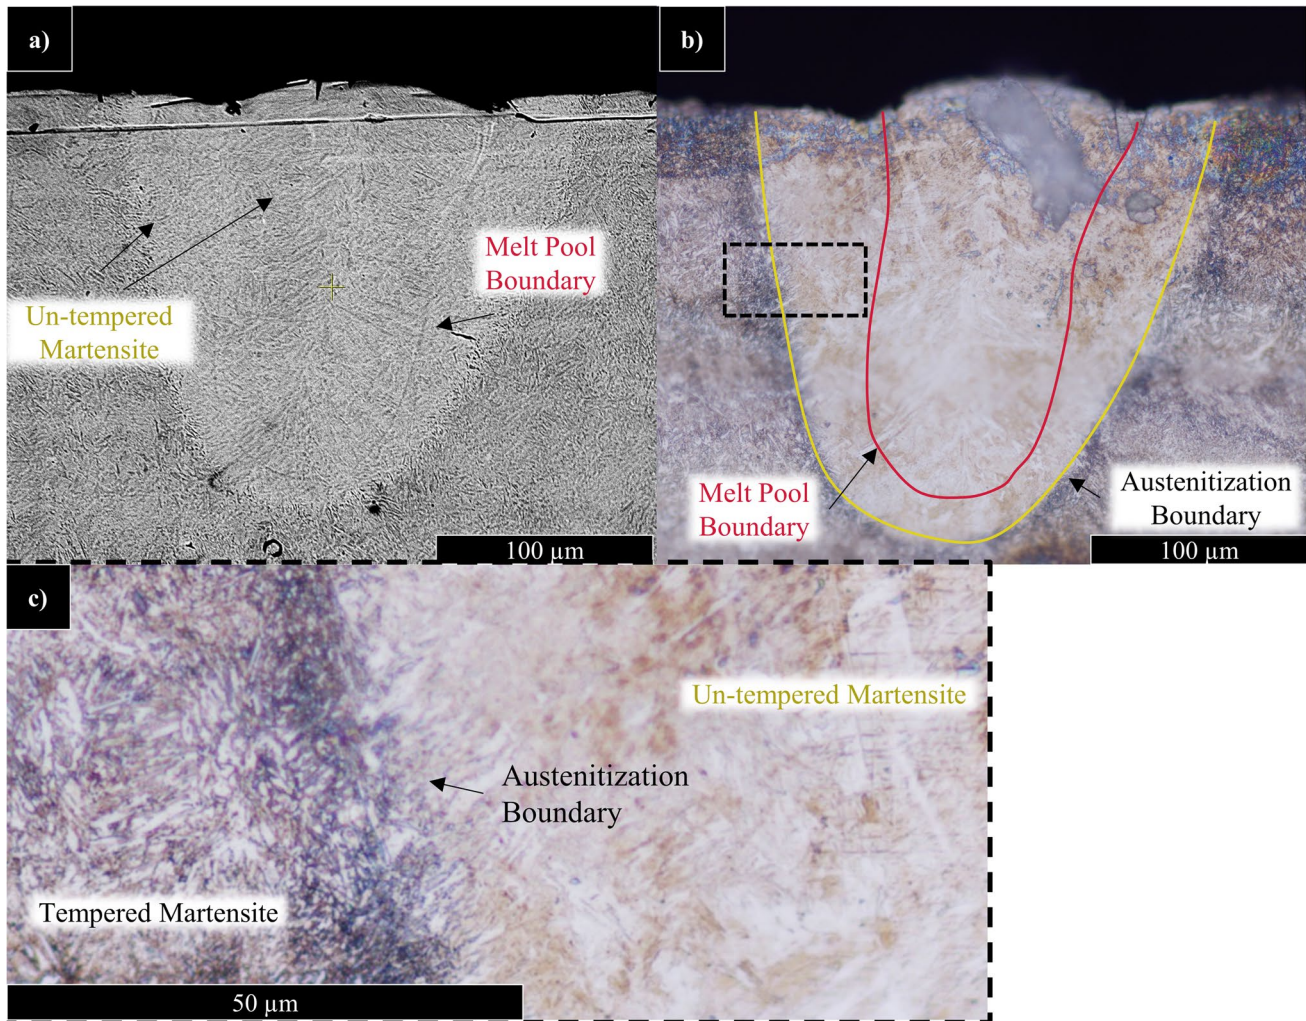 a)
Un-tempered
Martensite
Melt Pool
Boundary
100 µm
b)
Melt Pool
Boundary
Austenitization
Boundary
100 µm
c)
Un-tempered Martensite
Austenitization
Boundary
Tempered Martensite
50 µm